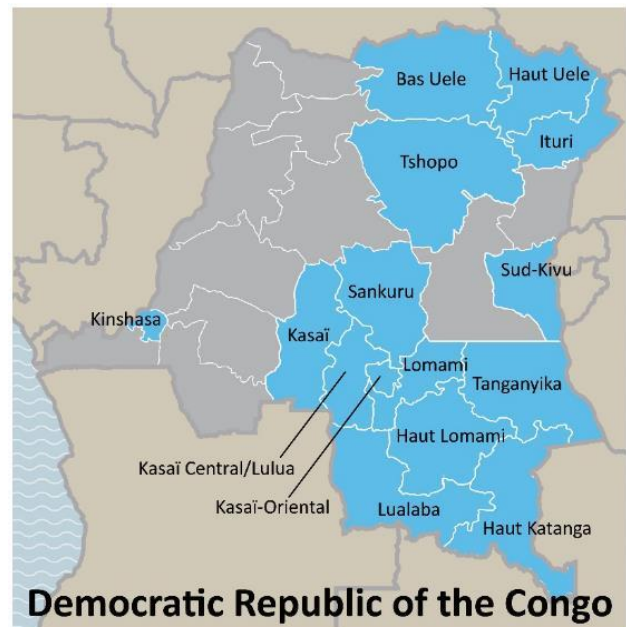 Bas Uele
Haut Uele
Ituri
Tshopo
Sud-Kivu
Sankuru
Kinshasa
Kasaï
Lomami
Tanganyika
Haut Lomami
Kasaï Central/Lulua
Kasaï-Oriental
Lualaba
Haut Katanga
Democratic Republic of the Congo